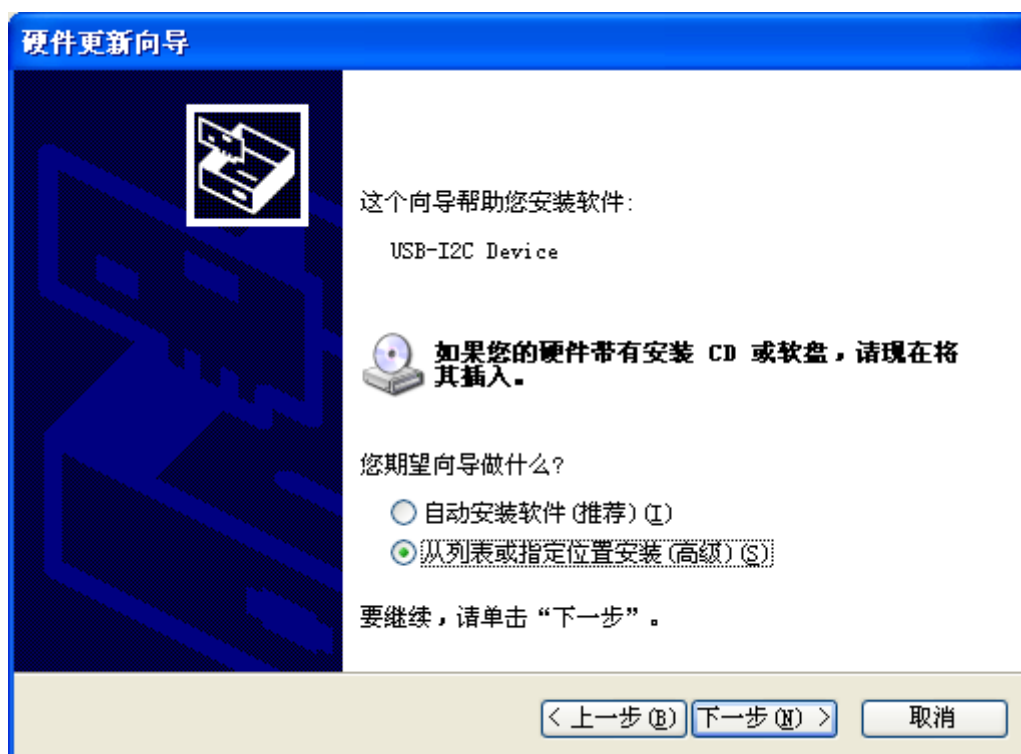 硬件更新向导
这个向导帮助您安装软件:
USB-I2C Device
如果您的硬件带有安装 CD 或软盘，请现在将
其插入。
您期望向导做什么?
自动安装软件(推荐)(I)
从列表或指定位置安装(高级)(S)
要继续，请单击“下一步”。
< 上一步(B) 下一步(N) > 取消